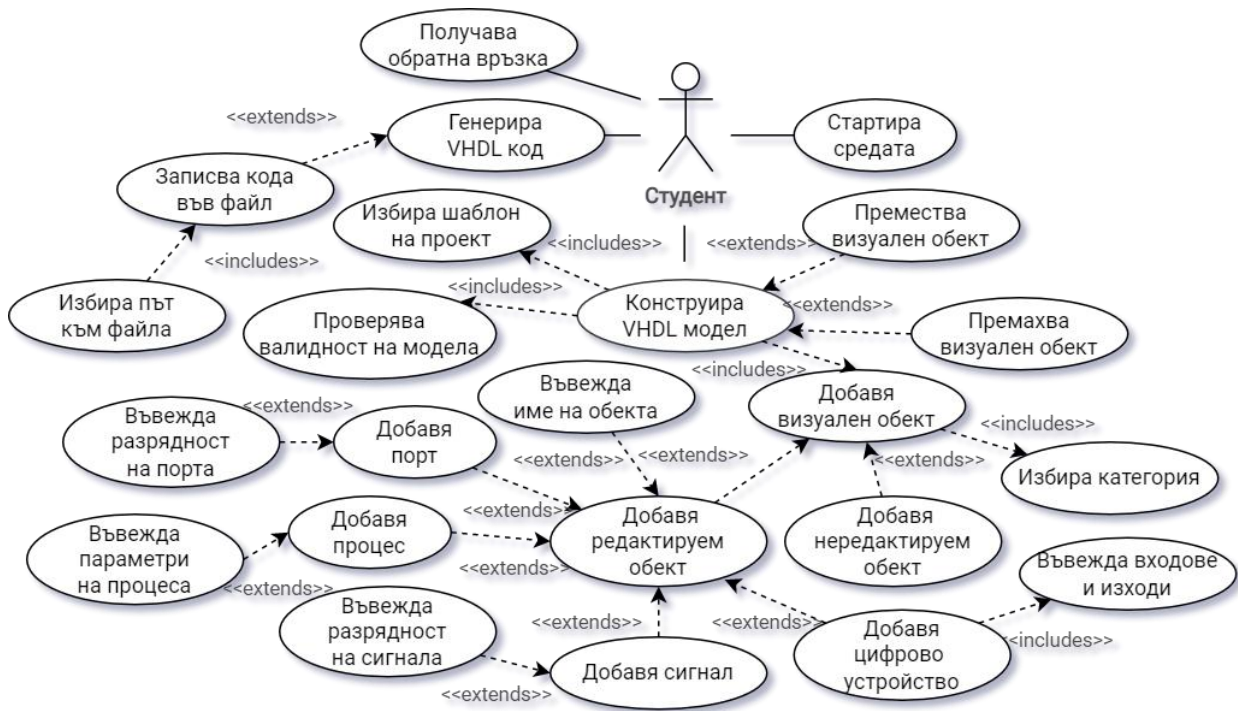 Получава
обратна връзка
<<extends>>
Генерира
VHDL код
Стартира
средата
Записва кода
във файл
Студент
Избира шаблон
на проект
<<includes>>
<<extends>>
Премества
визуален обект
<<includes>>
Избира път
към файла
<<includes>>
Проверява
валидност на модела
Конструира
VHDL модел
<<extends>>
Премахва
визуален обект
<<includes>>
Въвежда
име на обекта
Добавя
визуален обект
Въвежда
разрядност
на порта
<<extends>>
Добавя
порт
<<extends>>
<<extends>>
<<includes>>
<<extends>>
Избира категория
Въвежда
параметри
на процеса
<<extends>>
Добавя
процес
<<extends>>
<<extends>>
Добавя
редактируем
обект
Добавя
нередактируем
обект
Въвежда входове
и изходи
Въвежда
разрядност
на сигнала
<<extends>>
<<extends>>
Добавя сигнал
<<extends>>
Добавя
цифрово
устройство
<<includes>>